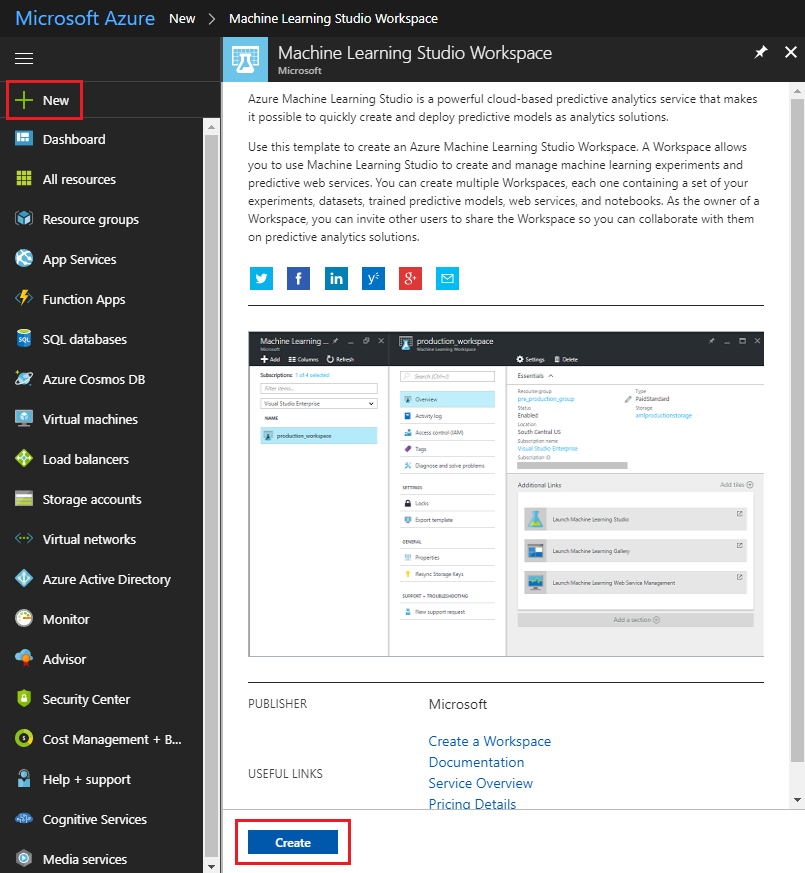 Microsoft Azure New > Machine Learning Studio Workspace
Machine Learning Studio Workspace
Microsoft
New
Dashboard
All resources
Resource groups
App Services
Function Apps
SQL databases
Azure Cosmos DB
Virtual machines
Load balancers
Storage accounts
Virtual networks
Azure Active Directory
Monitor
Advisor
Security Center
Cost Management + B...
Help + support
Cognitive Services
Media services
Azure Machine Learning Studio is a powerful cloud-based predictive analytics service that makes
it possible to quickly create and deploy predictive models as analytics solutions.
Use this template to create an Azure Machine Learning Studio Workspace. A Workspace allows
you to use Machine Learning Studio to create and manage machine learning experiments and
predictive web services. You can create multiple Workspaces, each one containing a set of your
experiments, datasets, trained predictive models, web services, and notebooks. As the owner of a
Workspace, you can invite other users to share the Workspace so you can collaborate with them
on predictive analytics solutions.
Machine Learning ...
Microsoft
Add Columns Refresh
Subscriptions: 1 of 4 selected
Filter items...
Visual Studio Enterprise
NAME
production_workspace
production_workspace
Machine Learning Workspace
Search (Ctrl+/)
Overview
Activity log
Access control (IAM)
Tags
Diagnose and solve problems
SETTINGS
Locks
Export template
GENERAL
Properties
Resync Storage Keys
SUPPORT + TROUBLESHOOTING
New support request
Settings Delete
Essentials
Resource group
pre_production_group
Status
Enabled
Location
South Central US
Subscription name
Visual Studio Enterprise
Subscription ID
Type
PaidStandard
Storage
amlproductionstorage
Additional Links Add tiles
Launch Machine Learning Studio
Launch Machine Learning Gallery
Launch Machine Learning Web Service Management
Add a section
PUBLISHER Microsoft
USEFUL LINKS
Create a Workspace
Documentation
Service Overview
Pricing Details
Create